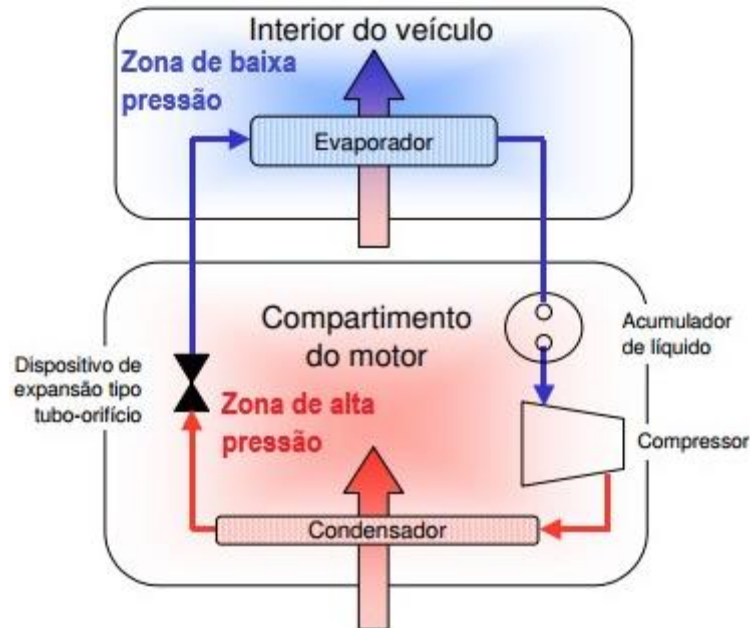 Interior do veículo
Zona de baixa
pressão
Evaporador
Compartimento
do motor
Acumulador
de líquido
Dispositivo de
expansão tipo
tubo-orifício
Zona de alta
pressão
Compressor
Condensador